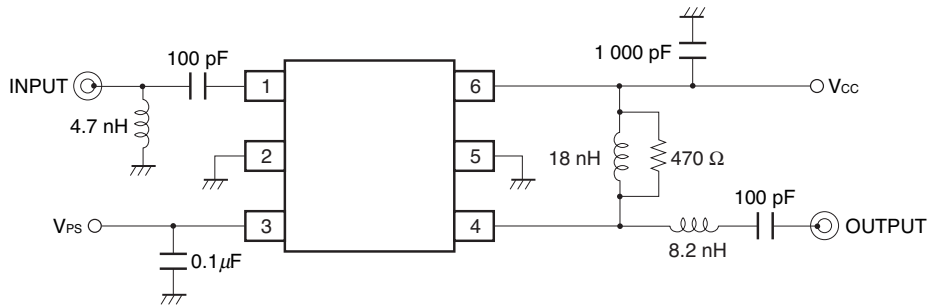 1 000 pF
100 pF
INPUT
1
6
VCC
4.7 nH
2
5
18 nH
470 Ω
100 pF
VPS
3
4
OUTPUT
0.1µF
8.2 nH